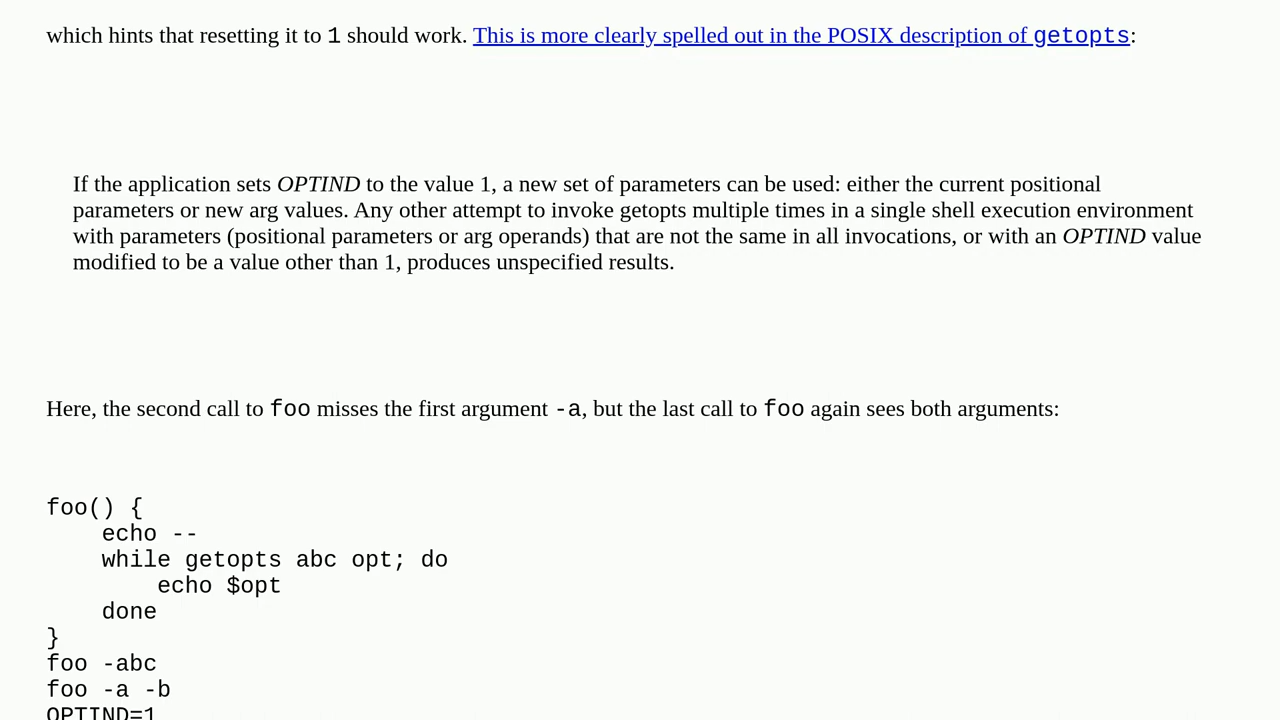 which hints that resetting it to 1 should work. This is more clearly spelled out in the POSIX description of getopts:
If the application sets OPTIND to the value 1, a new set of parameters can be used: either the current positional
parameters or new arg values. Any other attempt to invoke getopts multiple times in a single shell execution environment
with parameters (positional parameters or arg operands) that are not the same in all invocations, or with an OPTIND value
modified to be a value other than 1, produces unspecified results.
Here, the second call to foo misses the first argument -a, but the last call to foo again sees both arguments:
foo() {
    echo --
    while getopts abc opt; do
        echo $opt
    done
}
foo -abc
foo -a -b
OPTIND=1